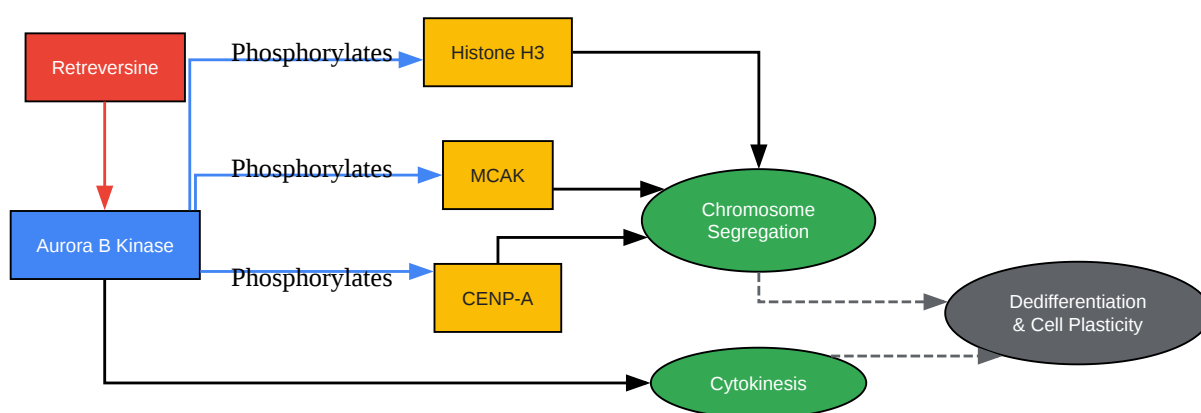 Retreversine
Phosphorylates
Histone H3
Phosphorylates
MCAK
Chromosome
Segregation
Aurora B Kinase
Phosphorylates
CENP-A
Dedifferentiation
& Cell Plasticity
Cytokinesis